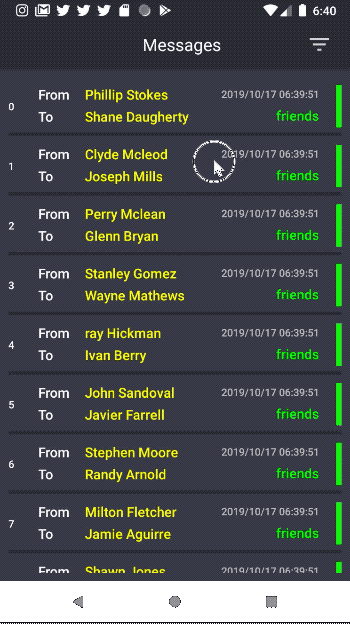 6:40
Messages
0 From Phillip Stokes 2019/10/17 06:39:51
To Shane Daugherty friends
1 From Clyde Mcleod 2019/10/17 06:39:51
To Joseph Mills friends
2 From Perry Mclean 2019/10/17 06:39:51
To Glenn Bryan friends
3 From Stanley Gomez 2019/10/17 06:39:51
To Wayne Mathews friends
4 From ray Hickman 2019/10/17 06:39:51
To Ivan Berry friends
5 From John Sandoval 2019/10/17 06:39:51
To Javier Farrell friends
6 From Stephen Moore 2019/10/17 06:39:51
To Randy Arnold friends
7 From Milton Fletcher 2019/10/17 06:39:51
To Jamie Aguirre friends
From Shawn Jones 2019/10/17 06:39:51